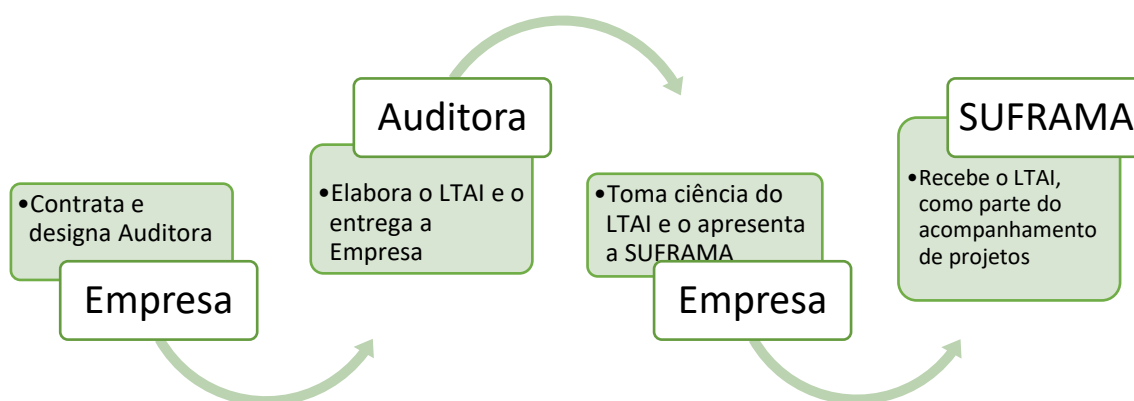 •Contrata e
designa Auditora
Empresa
Auditora
•Elabora o LTAI e o
entrega a
Empresa
•Toma ciência do
LTAI e o apresenta
a SUFRAMA
Empresa
SUFRAMA
•Recebe o LTAI,
como parte do
acompanhamento
de projetos